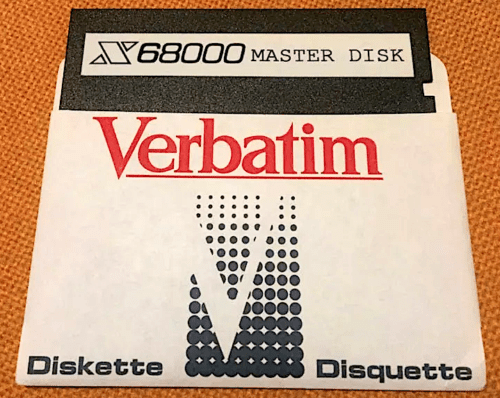 X68000 MASTER DISK
Verbatim
Diskette Disquette